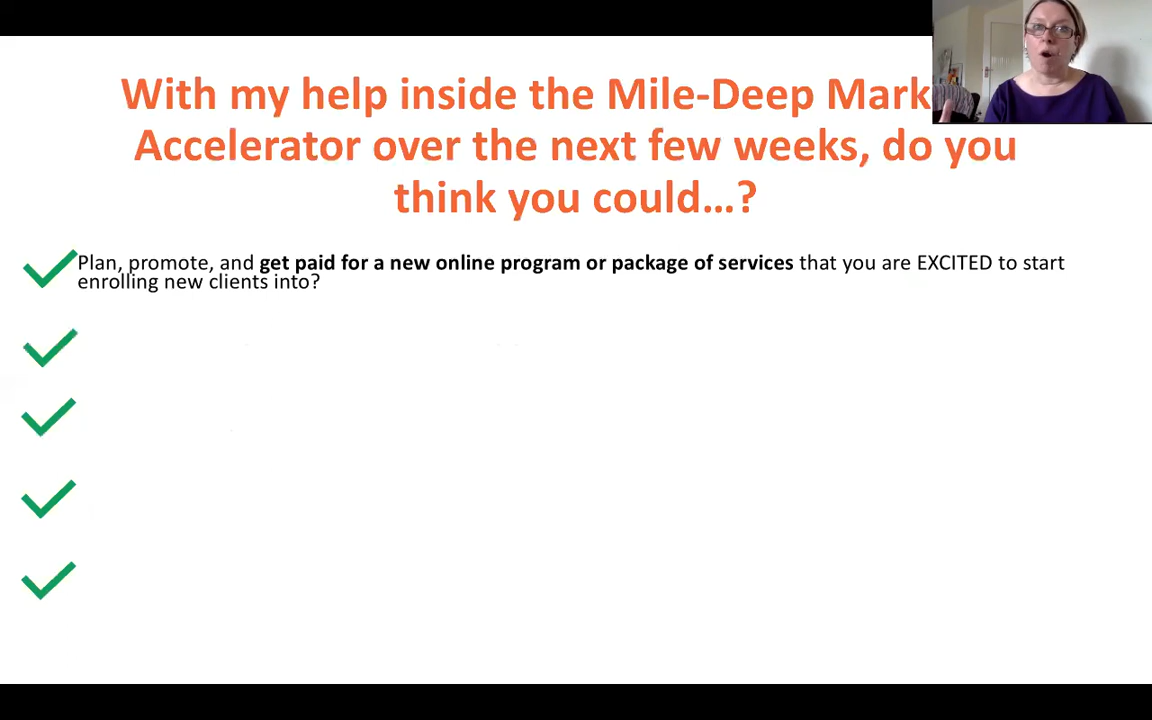 With my help inside the Mile-Deep Mark
Accelerator over the next few weeks, do you
think you could…?
Plan, promote, and get paid for a new online program or package of services that you are EXCITED to start
enrolling new clients into?